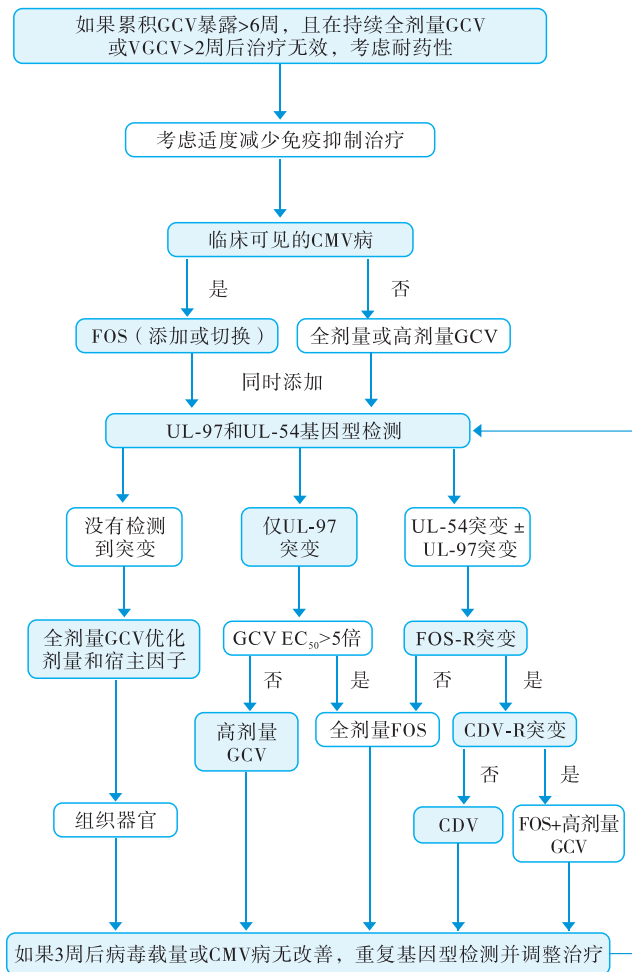 如果累积GCV暴露>6周，且在持续全剂量GCV
或VGCV>2周后治疗无效，考虑耐药性
考虑适度减少免疫抑制治疗
临床可见的CMV病
是
否
FOS（添加或切换）
全剂量或高剂量GCV
同时添加
UL-97和UL-54基因型检测
没有检测
到突变
仅UL-97
突变
UL-54突变 ±
UL-97突变
全剂量GCV优化
剂量和宿主因子
GCV EC₅₀>5倍
FOS-R突变
否
是
否
是
高剂量
GCV
全剂量FOS
CDV-R突变
否
是
组织器官
CDV
FOS+高剂量
GCV
如果3周后病毒载量或CMV病无改善，重复基因型检测并调整治疗